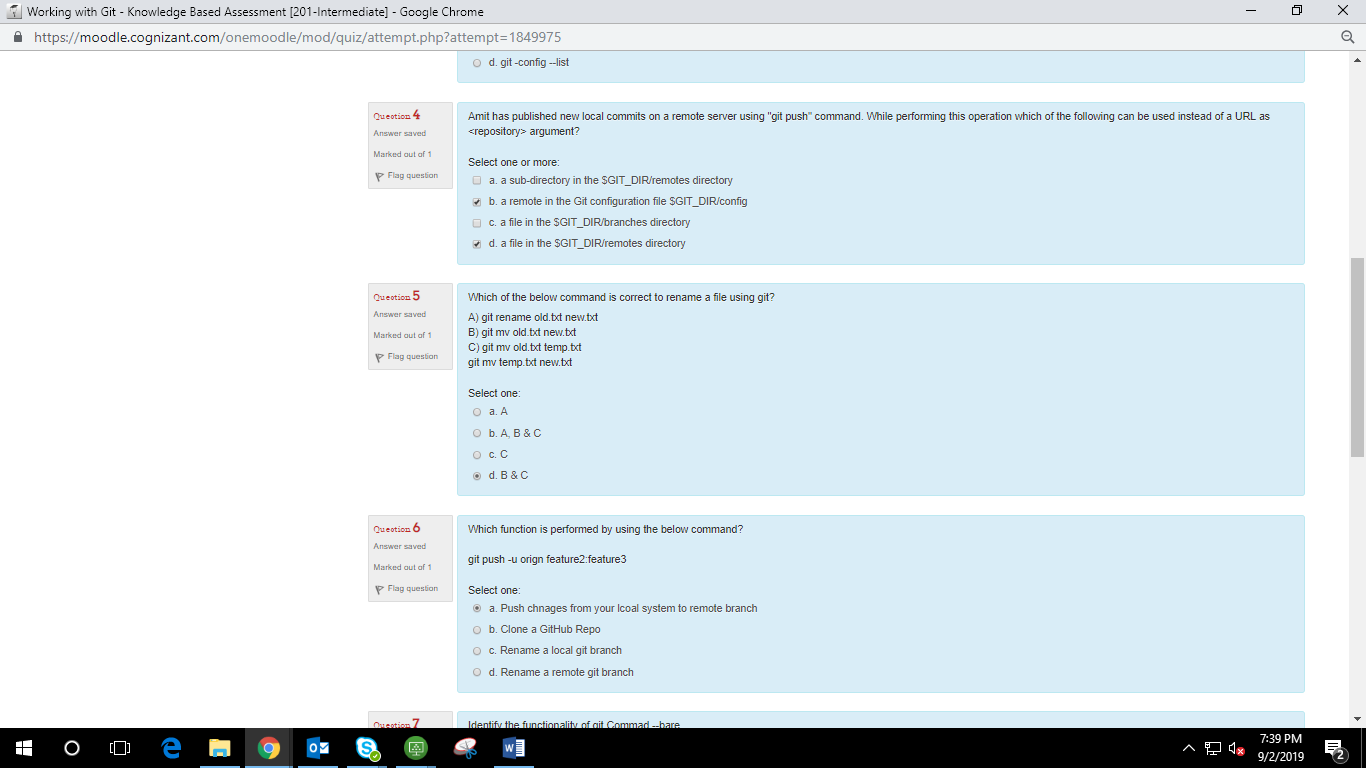 Working with Git - Knowledge Based Assessment [201-Intermediate] - Google Chrome
https://moodle.cognizant.com/onemoodle/mod/quiz/attempt.php?attempt=1849975
d. git -config --list
Question 4
Answer saved
Marked out of 1
Flag question
Amit has published new local commits on a remote server using "git push" command. While performing this operation which of the following can be used instead of a URL as
<repository> argument?
Select one or more:
a. a sub-directory in the $GIT_DIR/remotes directory
b. a remote in the Git configuration file $GIT_DIR/config
c. a file in the $GIT_DIR/branches directory
d. a file in the $GIT_DIR/remotes directory
Question 5
Answer saved
Marked out of 1
Flag question
Which of the below command is correct to rename a file using git?
A) git rename old.txt new.txt
B) git mv old.txt new.txt
C) git mv old.txt temp.txt
git mv temp.txt new.txt
Select one:
a. A
b. A, B & C
c. C
d. B & C
Question 6
Answer saved
Marked out of 1
Flag question
Which function is performed by using the below command?
git push -u orign feature2:feature3
Select one:
a. Push chnages from your lcoal system to remote branch
b. Clone a GitHub Repo
c. Rename a local git branch
d. Rename a remote git branch
Question 7
Identify the functionality of git Commad --bare
7:39 PM
9/2/2019
2